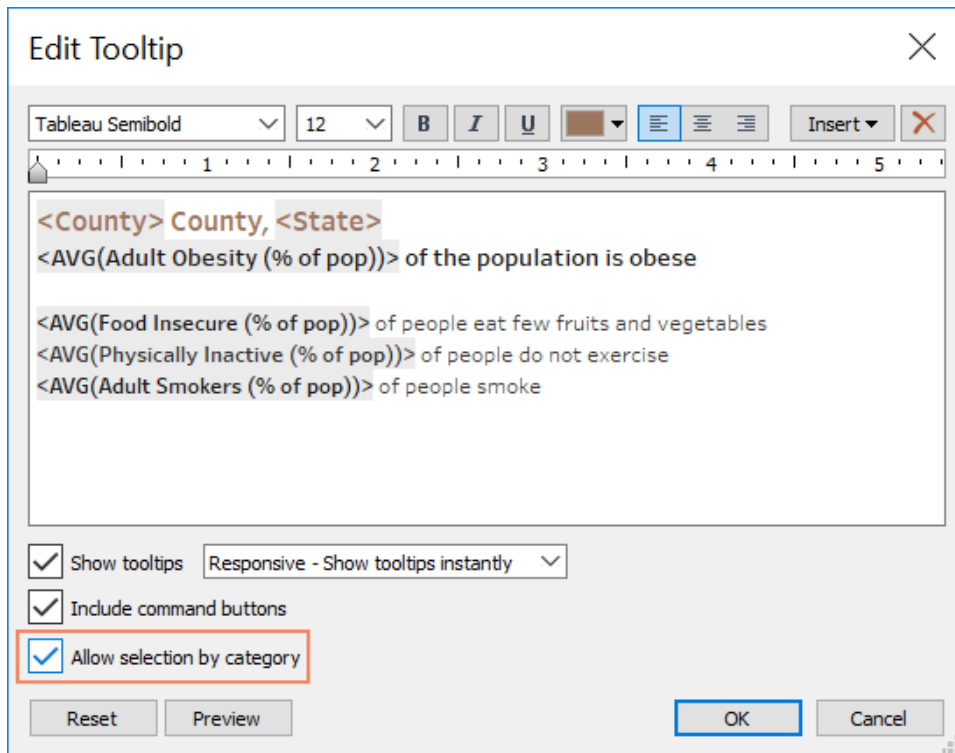 Edit Tooltip
Tableau Semibold 12 B I U Insert
1 2 3 4 5
<County> County, <State>
<AVG(Adult Obesity (% of pop))> of the population is obese
<AVG(Food Insecure (% of pop))> of people eat few fruits and vegetables
<AVG(Physically Inactive (% of pop))> of people do not exercise
<AVG(Adult Smokers (% of pop))> of people smoke
Show tooltips Responsive - Show tooltips instantly
Include command buttons
Allow selection by category
Reset Preview OK Cancel